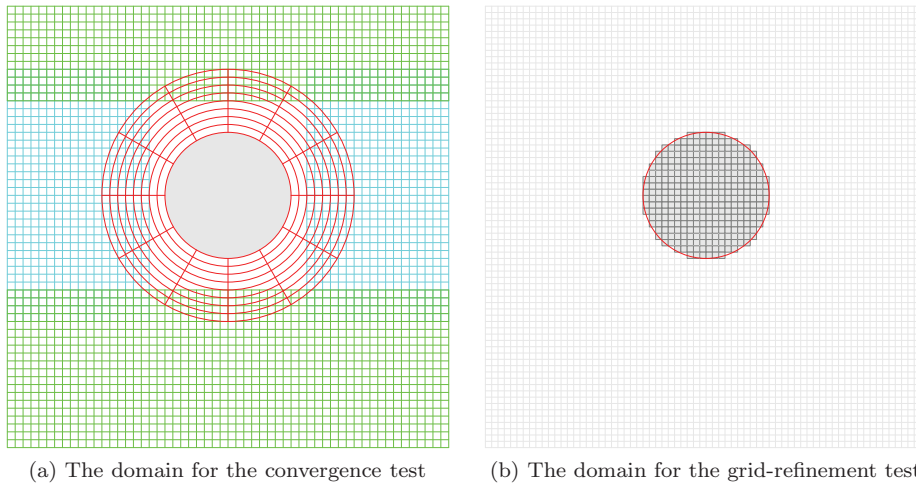 (a) The domain for the convergence test
(b) The domain for the grid-refinement test